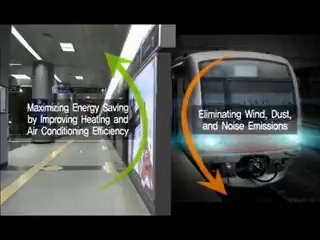 Maximizing Energy Saving
by Improving Heating and
Air Conditioning Efficiency
Eliminating Wind, Dust,
and Noise Emissions